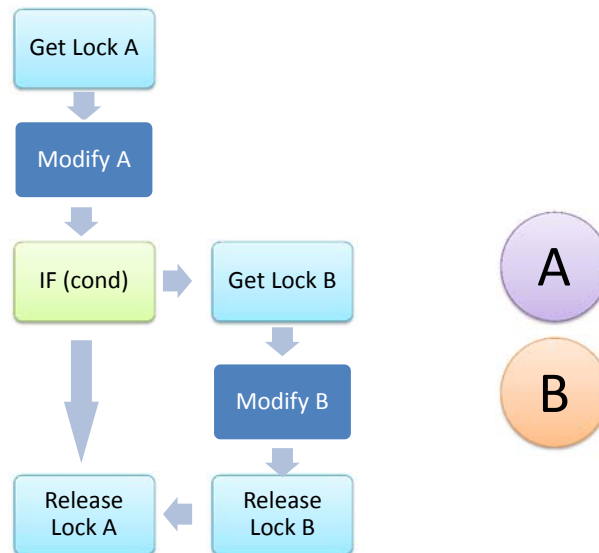 Get Lock A
Modify A
IF (cond)
Get Lock B
Modify B
Release
Lock B
Release
Lock A
A
B